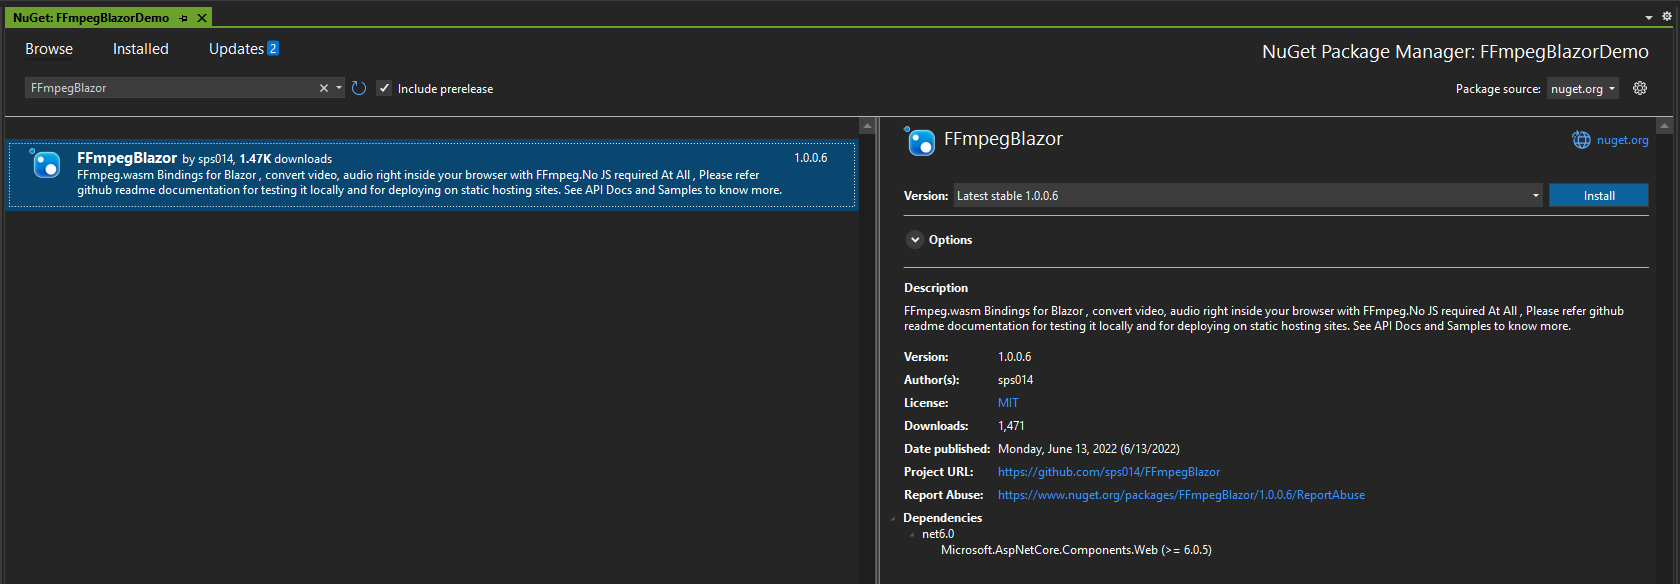 NuGet: FFmpegBlazorDemo
Browse Installed Updates 2
NuGet Package Manager: FFmpegBlazorDemo
FFmpegBlazor
Include prerelease
Package source: nuget.org
FFmpegBlazor by sps014, 1.47K downloads 1.0.0.6
FFmpeg.wasm Bindings for Blazor , convert video, audio right inside your browser with FFmpeg.No JS required At All , Please refer
github readme documentation for testing it locally and for deploying on static hosting sites. See API Docs and Samples to know more.
FFmpegBlazor
nuget.org
Version: Latest stable 1.0.0.6 Install
Options
Description
FFmpeg.wasm Bindings for Blazor , convert video, audio right inside your browser with FFmpeg.No JS required At All , Please refer github
readme documentation for testing it locally and for deploying on static hosting sites. See API Docs and Samples to know more.
Version: 1.0.0.6
Author(s): sps014
License: MIT
Downloads: 1,471
Date published: Monday, June 13, 2022 (6/13/2022)
Project URL: https://github.com/sps014/FFmpegBlazor
Report Abuse: https://www.nuget.org/packages/FFmpegBlazor/1.0.0.6/ReportAbuse
Dependencies
net6.0
Microsoft.AspNetCore.Components.Web (>= 6.0.5)